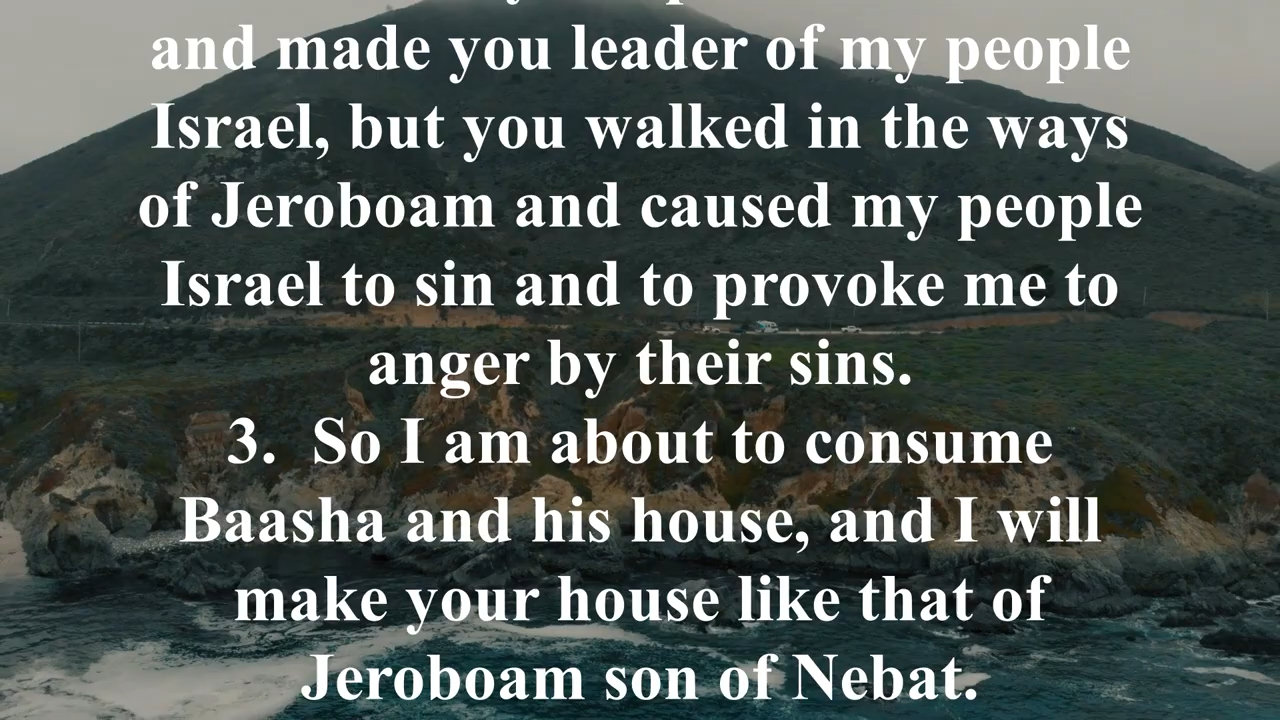 and made you leader of my people
Israel, but you walked in the ways
of Jeroboam and caused my people
Israel to sin and to provoke me to
anger by their sins.
3.  So I am about to consume
Baasha and his house, and I will
make your house like that of
Jeroboam son of Nebat.